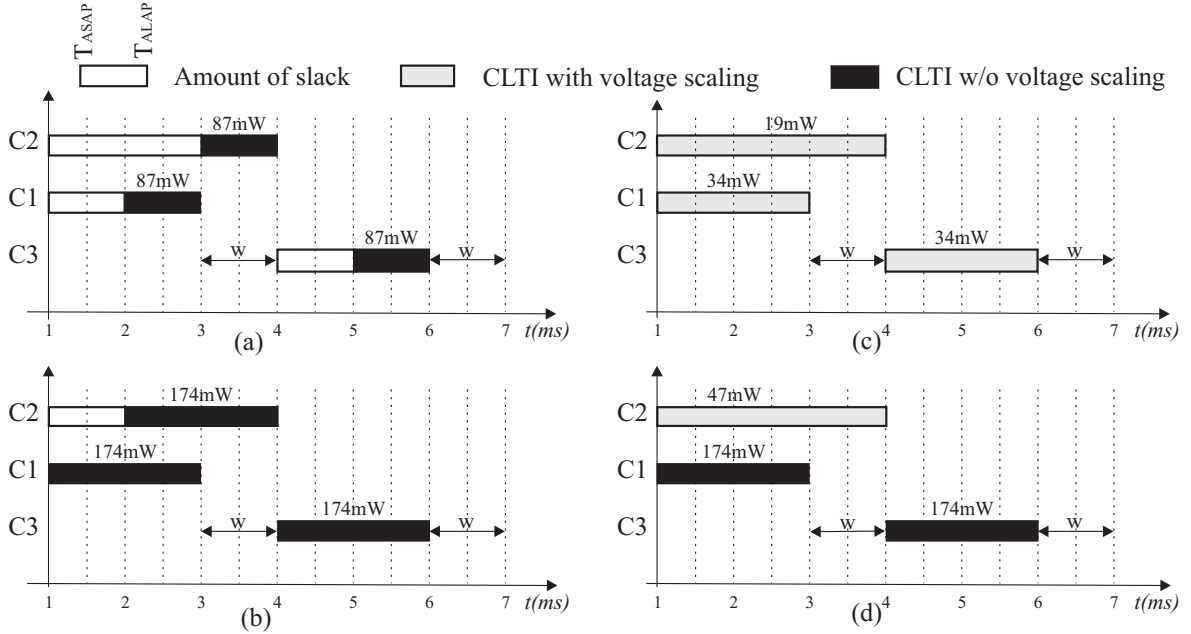 TASAP TALAP
Amount of slack CLTI with voltage scaling CLTI w/o voltage scaling
87mW
C2
87mW
C1
87mW
C3 w w
1 2 3 4 5 6 7 t(ms)
(a)
19mW
C2
34mW
C1
34mW
C3 w w
1 2 3 4 5 6 7 t(ms)
(c)
174mW
C2
174mW
C1
174mW
C3 w w
1 2 3 4 5 6 7 t(ms)
(b)
47mW
C2
174mW
C1
174mW
C3 w w
1 2 3 4 5 6 7 t(ms)
(d)